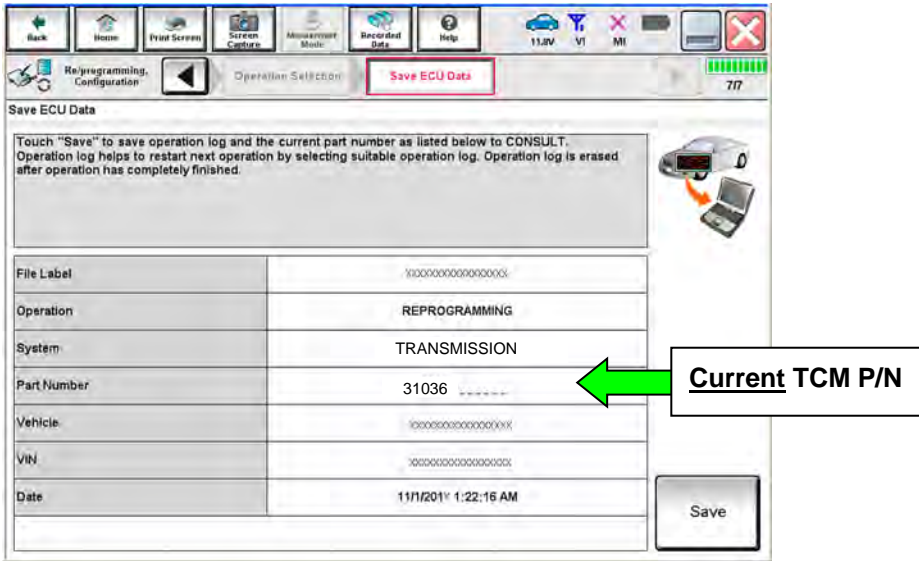 Back Home Print Screen Screen Capture Measurement Mode Recorded Data Help 11.8V VI MI
Re/programming, Configuration Operation Selection Save ECU Data 7/7
Save ECU Data
Touch "Save" to save operation log and the current part number as listed below to CONSULT.
Operation log helps to restart next operation by selecting suitable operation log. Operation log is erased
after operation has completely finished.
File Label
Operation REPROGRAMMING
System TRANSMISSION
Part Number 31036 ______
Current TCM P/N
Vehicle
VIN
Date 11/1/201 1:22:16 AM
Save